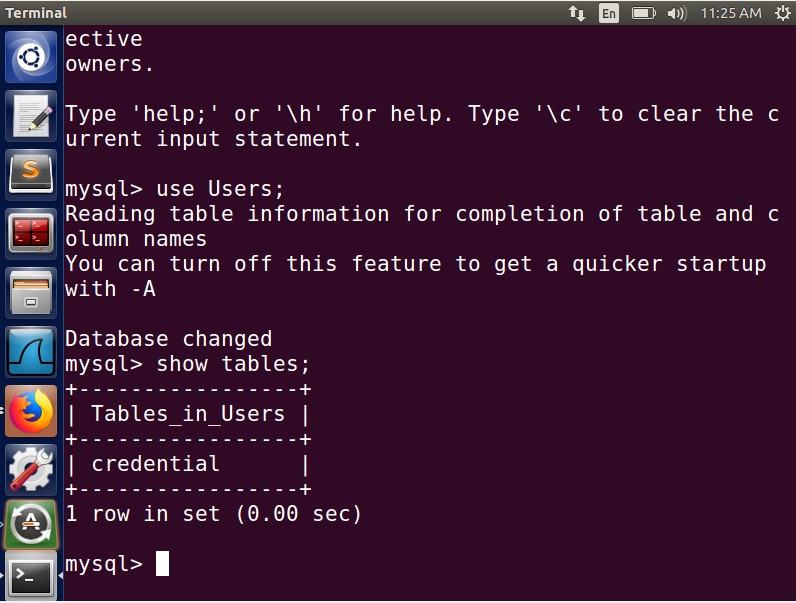 Terminal
En
11:25 AM
ective
owners.
Type 'help;' or '\h' for help. Type '\c' to clear the c
urrent input statement.
mysql> use Users;
Reading table information for completion of table and c
olumn names
You can turn off this feature to get a quicker startup
with -A
Database changed
mysql> show tables;
+-----------------+
| Tables_in_Users |
+-----------------+
| credential      |
+-----------------+
1 row in set (0.00 sec)
mysql>